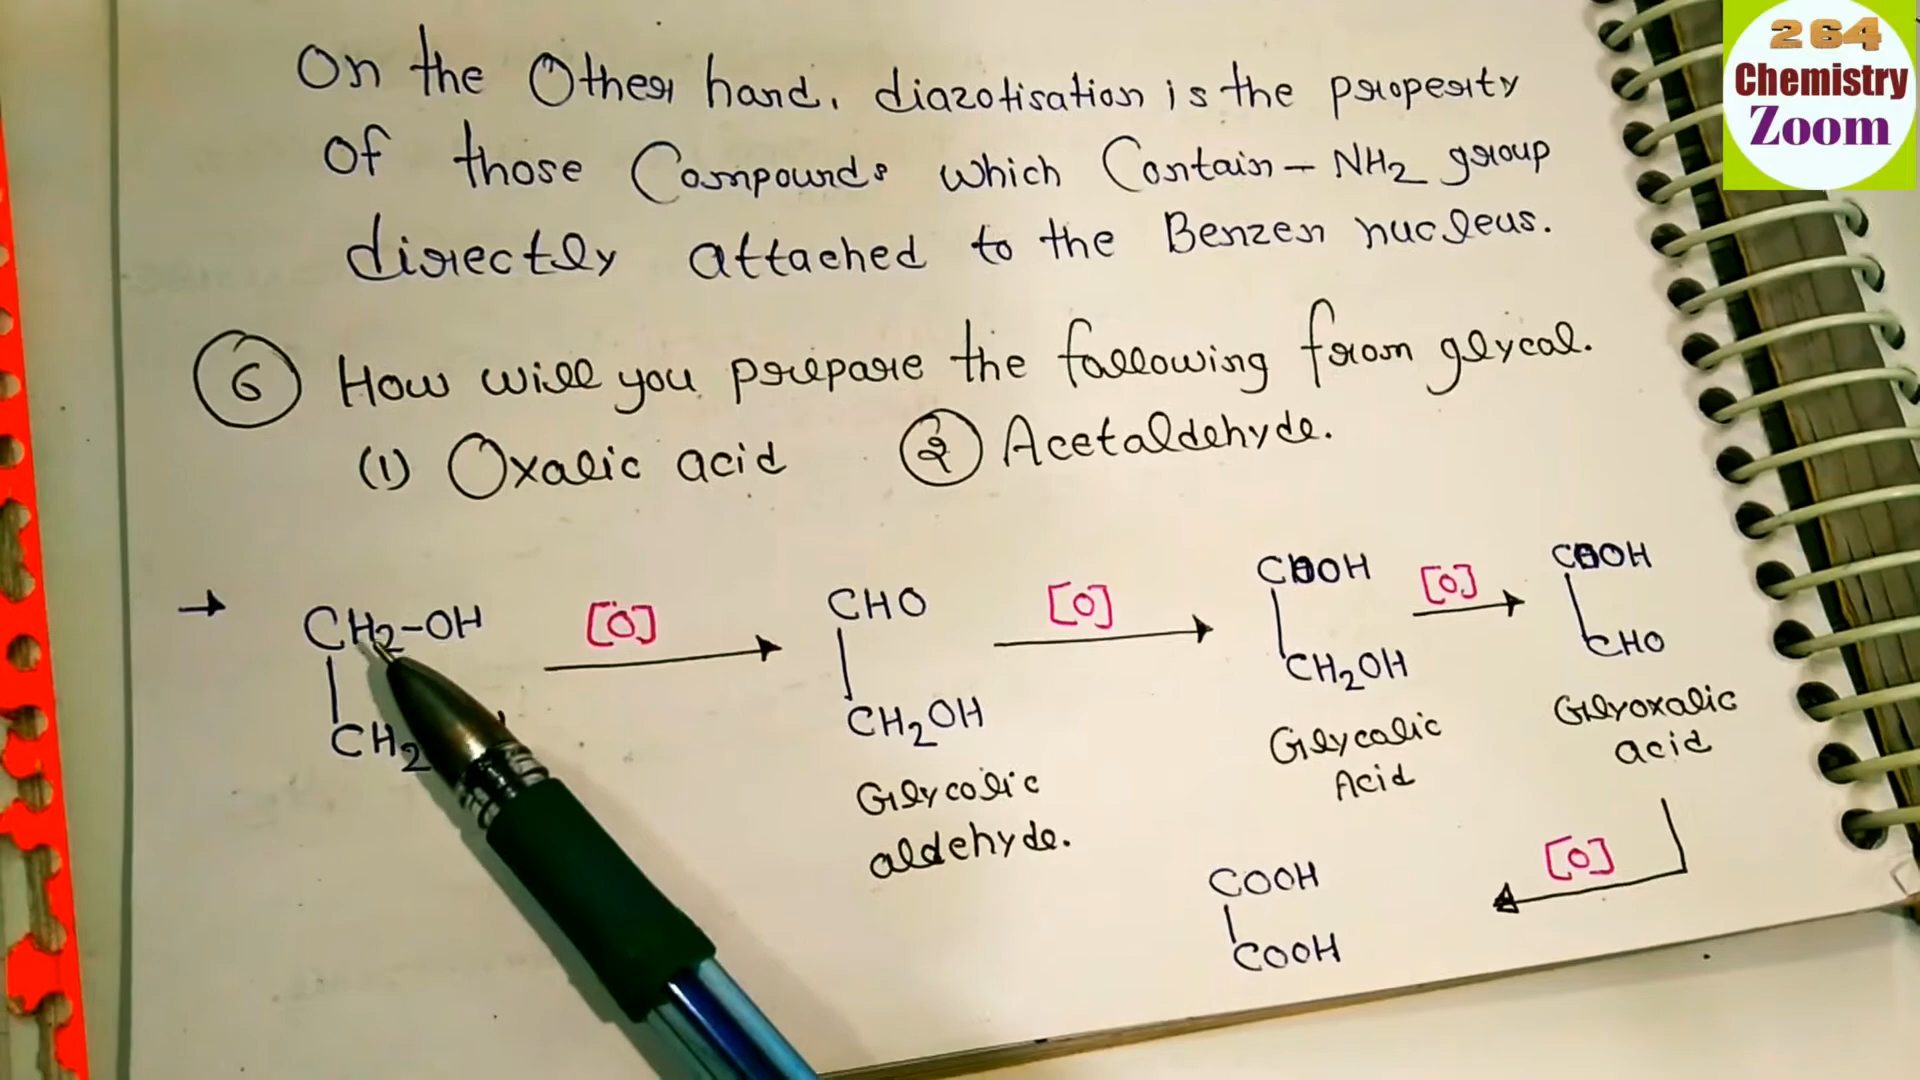 264
Chemistry
Zoom
On the Other hand, diazotisation is the property
of those Compounds which Contain - NH2 group
directly attached to the Benzen nucleus.
6 How will you prepare the following from glycol.
(1) Oxalic acid 2 Acetaldehyde.
→ CH2-OH [O] CHO [O] COOH [O] COOH
CH2 CH2OH CH2OH CHO
Glycolic Glycolic Glyoxalic
aldehyde. Acid acid
[O]
COOH
COOH